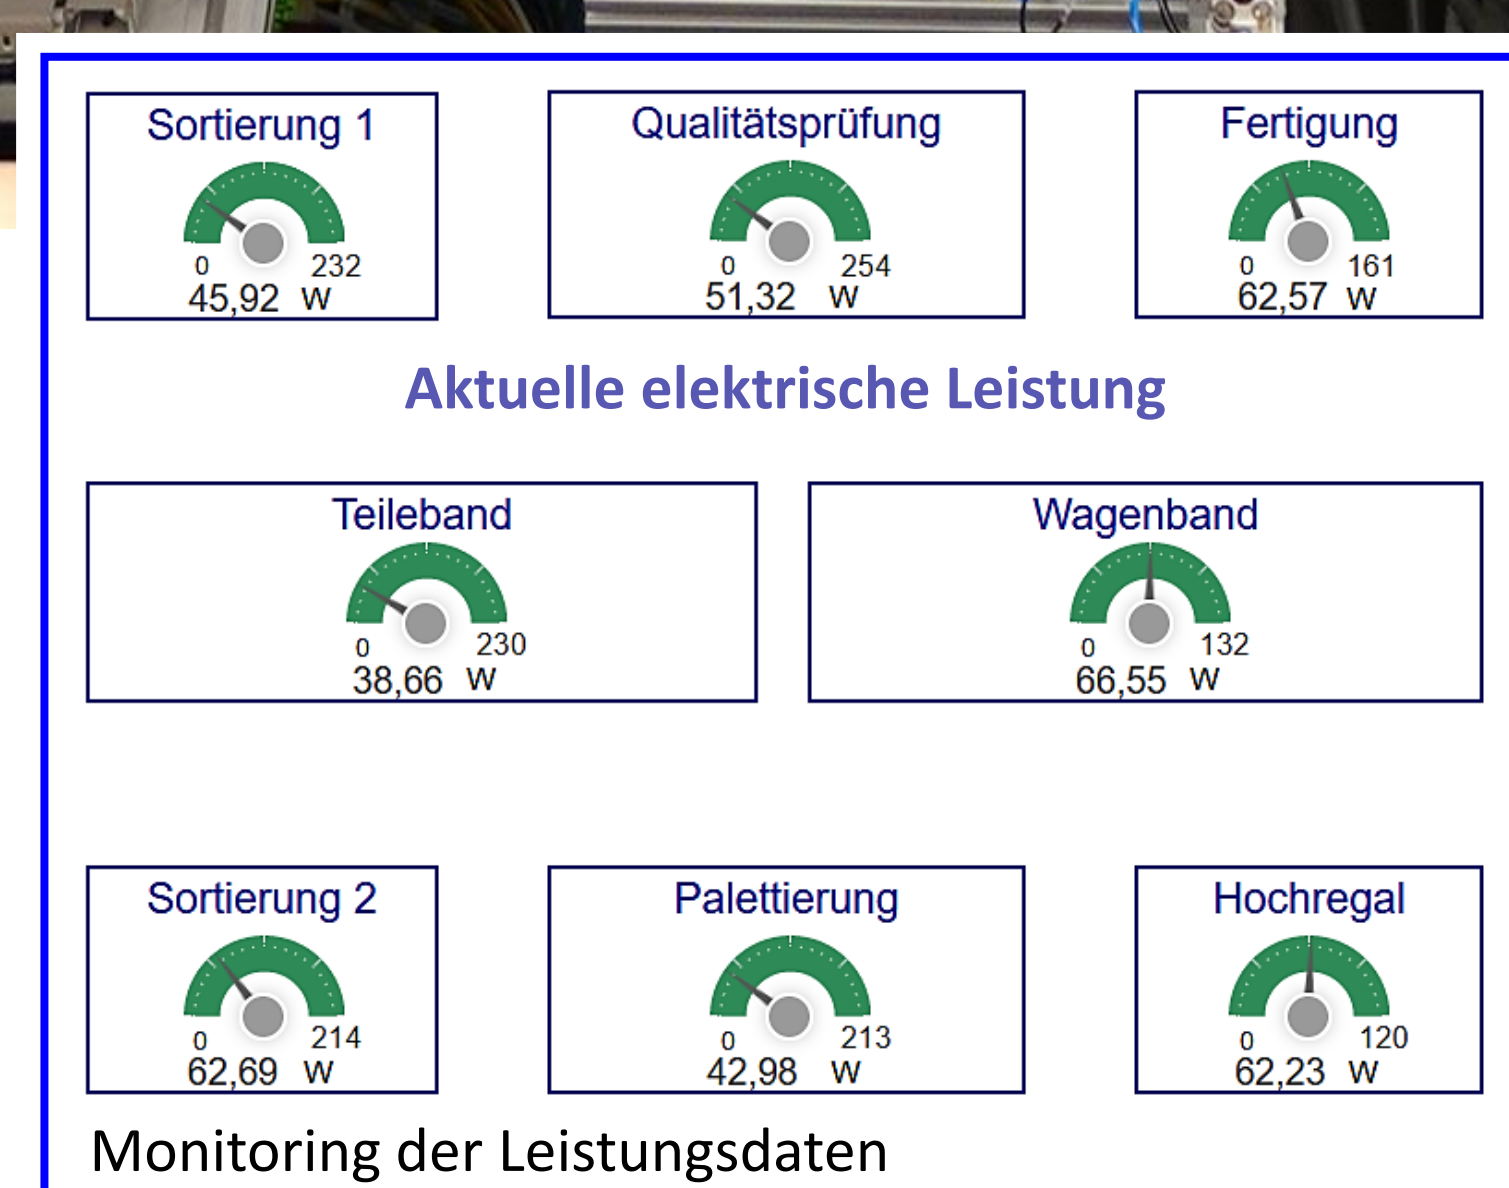 Sortierung 1
0 232
45,92 W
Qualitätsprüfung
0 254
51,32 W
Fertigung
0 161
62,57 W
Aktuelle elektrische Leistung
Teileband
0 230
38,66 W
Wagenband
0 132
66,55 W
Sortierung 2
0 214
62,69 W
Palettierung
0 213
42,98 W
Hochregal
0 120
62,23 W
Monitoring der Leistungsdaten